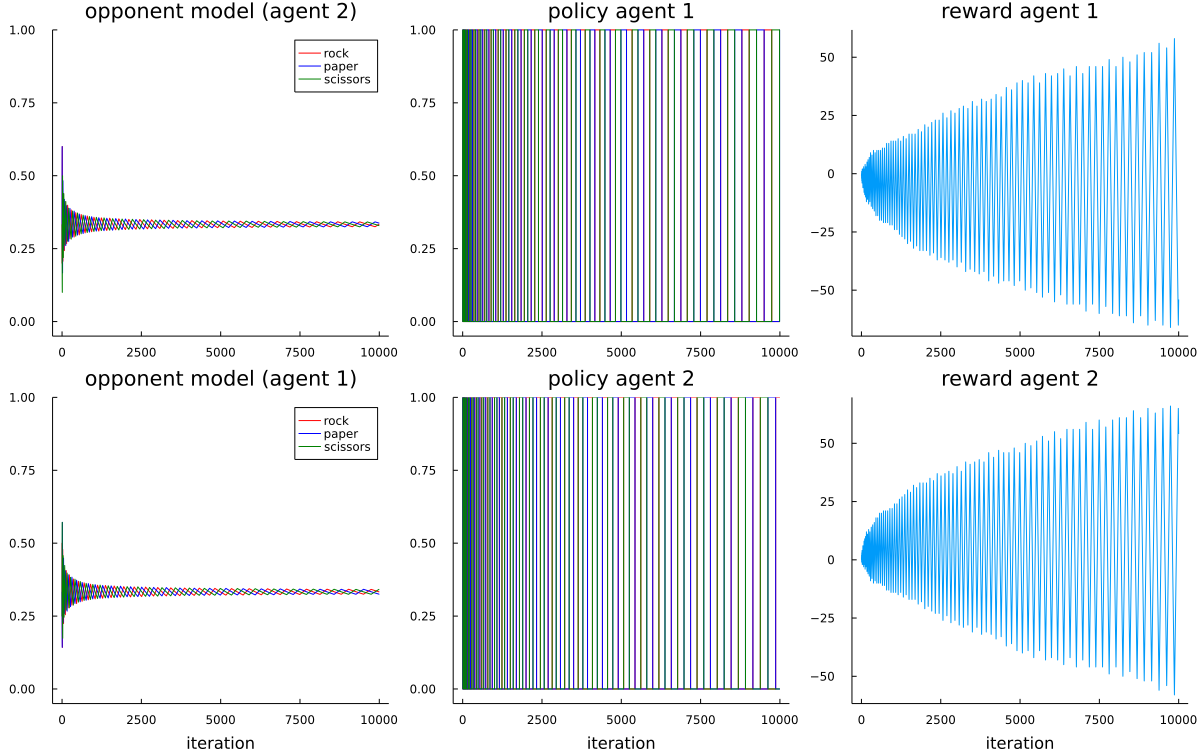 opponent model (agent 2)
1.00
0.75
0.50
0.25
0.00
rock
paper
scissors
0 2500 5000 7500 10000
policy agent 1
1.00
0.75
0.50
0.25
0.00
0 2500 5000 7500 10000
reward agent 1
50
25
0
−25
−50
0 2500 5000 7500 10000
opponent model (agent 1)
1.00
0.75
0.50
0.25
0.00
rock
paper
scissors
0 2500 5000 7500 10000
iteration
policy agent 2
1.00
0.75
0.50
0.25
0.00
0 2500 5000 7500 10000
iteration
reward agent 2
50
25
0
−25
−50
0 2500 5000 7500 10000
iteration